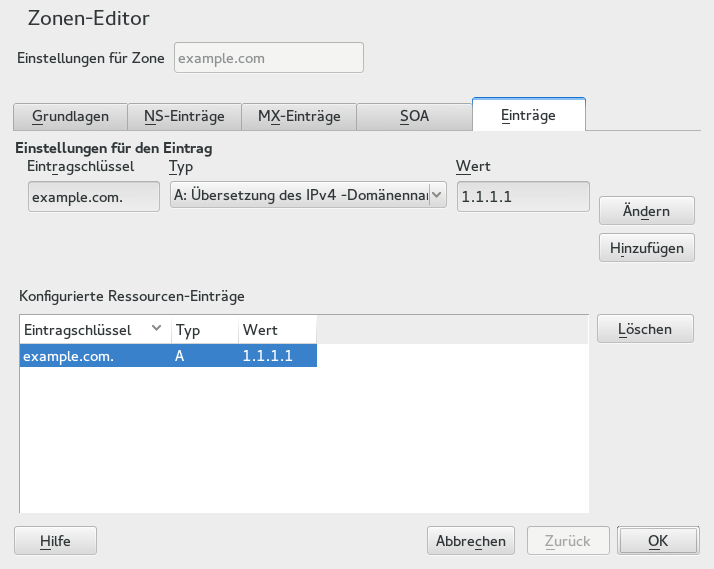 Zonen-Editor
Einstellungen für Zone example.com
Grundlagen NS-Einträge MX-Einträge SOA Einträge
Einstellungen für den Eintrag
Eintragschlüssel Typ Wert
example.com. A: Übersetzung des IPv4 -Domänennar 1.1.1.1
Ändern
Hinzufügen
Konfigurierte Ressourcen-Einträge
Eintragschlüssel Typ Wert
Löschen
example.com. A 1.1.1.1
Hilfe Abbrechen Zurück OK